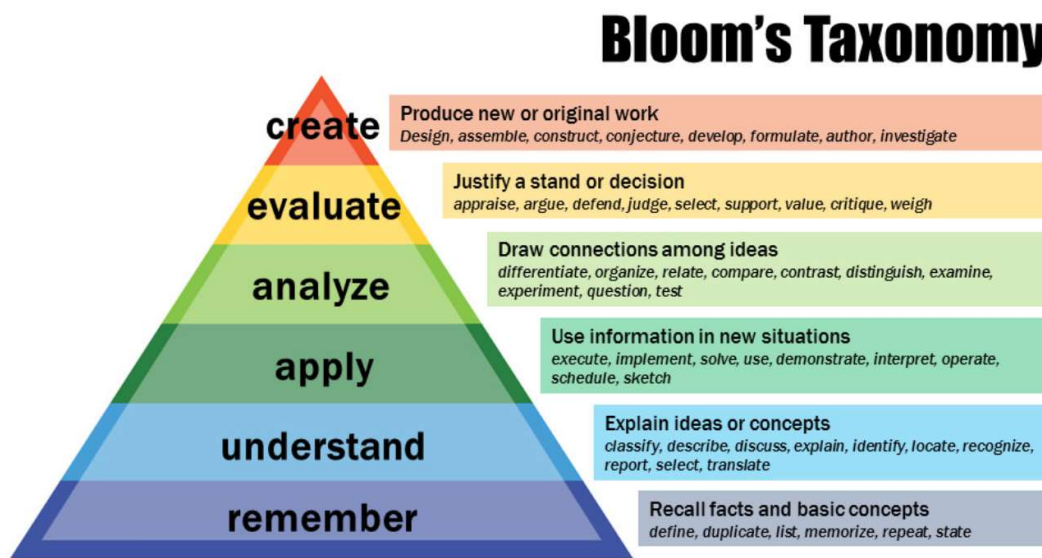 Bloom's Taxonomy
create
Produce new or original work
Design, assemble, construct, conjecture, develop, formulate, author, investigate
evaluate
Justify a stand or decision
appraise, argue, defend, judge, select, support, value, critique, weigh
analyze
Draw connections among ideas
differentiate, organize, relate, compare, contrast, distinguish, examine,
experiment, question, test
apply
Use information in new situations
execute, implement, solve, use, demonstrate, interpret, operate,
schedule, sketch
understand
Explain ideas or concepts
classify, describe, discuss, explain, identify, locate, recognize,
report, select, translate
remember
Recall facts and basic concepts
define, duplicate, list, memorize, repeat, state